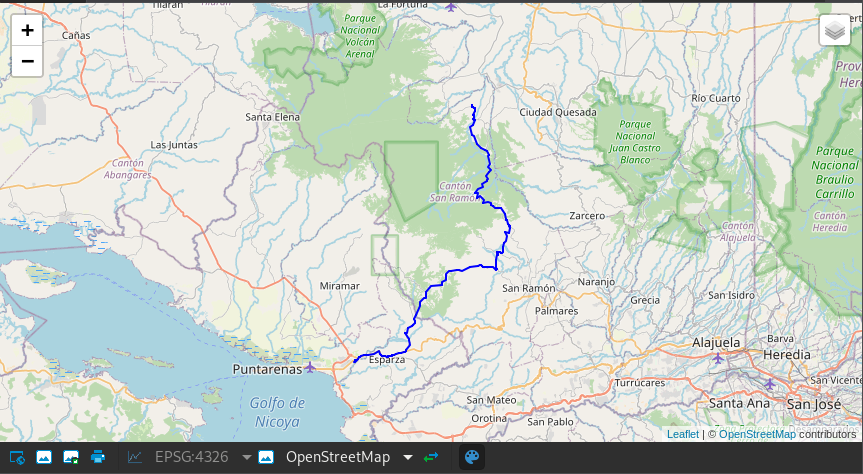 Tilarán
La Fortuna
+
−
Parque
Nacional
Volcán
Arenal
Cañas
Prov
Here
Río Cuarto
Ciudad Quesada
Santa Elena
Parque
Nacional
Juan Castro
Blanco
Las Juntas
Parque
Nacional
Braulio
Carrillo
Cantón
Abangares
Cantón
San Ramón
Zarcero
Cantón
Alajuela
Cantón
Heredia
Miramar
San Ramón
Naranjo
Grecia
San Isidro
Palmares
Alajuela
Barva
Heredia
Esparza
Puntarenas
Turrúcares
San Vicente
Golfo de
Nicoya
San Mateo
Orotina
San Pablo
Santa Ana
San José
Leaflet | © OpenStreetMap contributors
EPSG:4326
OpenStreetMap